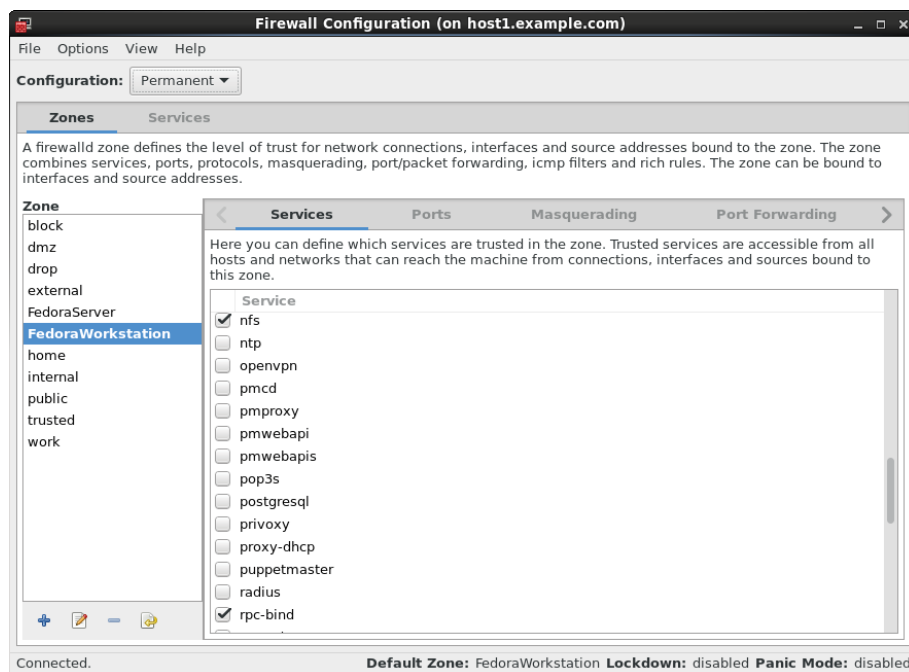 Firewall Configuration (on host1.example.com)
File Options View Help
Configuration: Permanent
Zones Services
A firewalld zone defines the level of trust for network connections, interfaces and source addresses bound to the zone. The zone
combines services, ports, protocols, masquerading, port/packet forwarding, icmp filters and rich rules. The zone can be bound to
interfaces and source addresses.
Zone
block
dmz
drop
external
FedoraServer
FedoraWorkstation
home
internal
public
trusted
work
Services Ports Masquerading Port Forwarding
Here you can define which services are trusted in the zone. Trusted services are accessible from all
hosts and networks that can reach the machine from connections, interfaces and sources bound to
this zone.
Service
nfs
ntp
openvpn
pmcd
pmproxy
pmwebapi
pmwebapis
pop3s
postgresql
privoxy
proxy-dhcp
puppetmaster
radius
rpc-bind
Connected.
Default Zone: FedoraWorkstation Lockdown: disabled Panic Mode: disabled